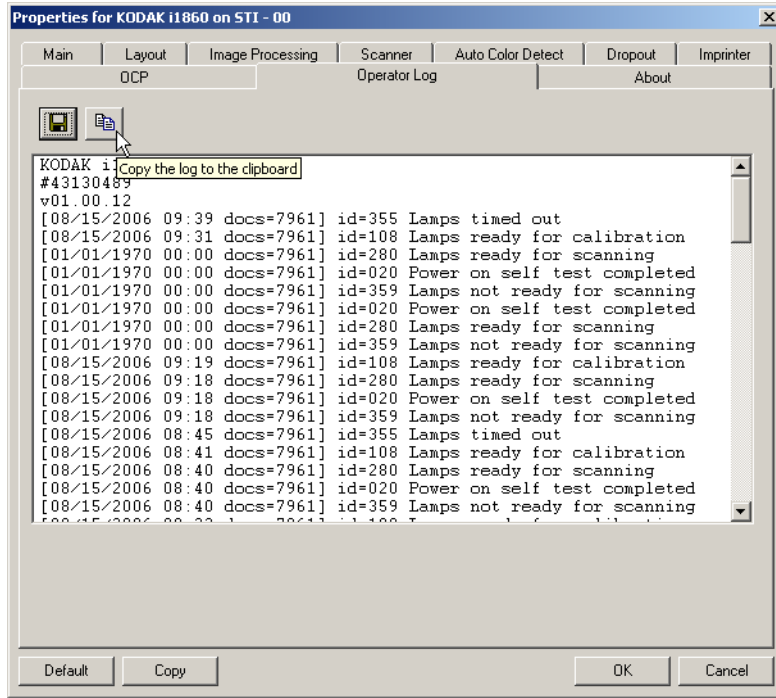 Properties for KODAK i1860 on STI - 00
Main Layout Image Processing Scanner Auto Color Detect Dropout Imprinter
OCP Operator Log About
Copy the log to the clipboard
KODAK
#43130489
v01.00.12
[08/15/2006 09:39 docs=7961] id=355 Lamps timed out
[08/15/2006 09:31 docs=7961] id=108 Lamps ready for calibration
[01/01/1970 00:00 docs=7961] id=280 Lamps ready for scanning
[01/01/1970 00:00 docs=7961] id=020 Power on self test completed
[01/01/1970 00:00 docs=7961] id=359 Lamps not ready for scanning
[01/01/1970 00:00 docs=7961] id=020 Power on self test completed
[01/01/1970 00:00 docs=7961] id=280 Lamps ready for scanning
[01/01/1970 00:00 docs=7961] id=359 Lamps not ready for scanning
[08/15/2006 09:19 docs=7961] id=108 Lamps ready for calibration
[08/15/2006 09:18 docs=7961] id=280 Lamps ready for scanning
[08/15/2006 09:18 docs=7961] id=020 Power on self test completed
[08/15/2006 09:18 docs=7961] id=359 Lamps not ready for scanning
[08/15/2006 08:45 docs=7961] id=355 Lamps timed out
[08/15/2006 08:41 docs=7961] id=108 Lamps ready for calibration
[08/15/2006 08:40 docs=7961] id=280 Lamps ready for scanning
[08/15/2006 08:40 docs=7961] id=020 Power on self test completed
[08/15/2006 08:40 docs=7961] id=359 Lamps not ready for scanning
Default Copy OK Cancel